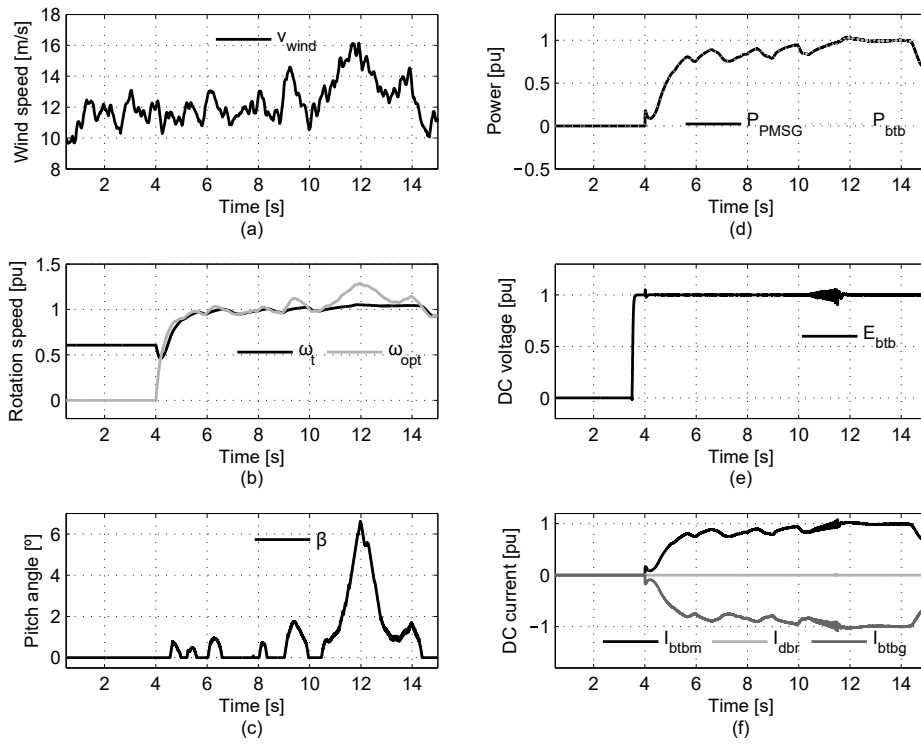 Wind speed [m/s]
18
16
14
12
10
8
v_wind
2 4 6 8 10 12 14
Time [s]
(a)
Rotation speed [pu]
1.5
1
0.5
0
ω_t ω_opt
2 4 6 8 10 12 14
Time [s]
(b)
Pitch angle [º]
6
4
2
0
β
2 4 6 8 10 12 14
Time [s]
(c)
Power [pu]
1
0.5
0
−0.5
P_PMSG P_btb
2 4 6 8 10 12 14
Time [s]
(d)
DC voltage [pu]
1
0.5
0
E_btb
2 4 6 8 10 12 14
Time [s]
(e)
DC current [pu]
1
0
−1
I_btbm I_dbr I_btbg
2 4 6 8 10 12 14
Time [s]
(f)